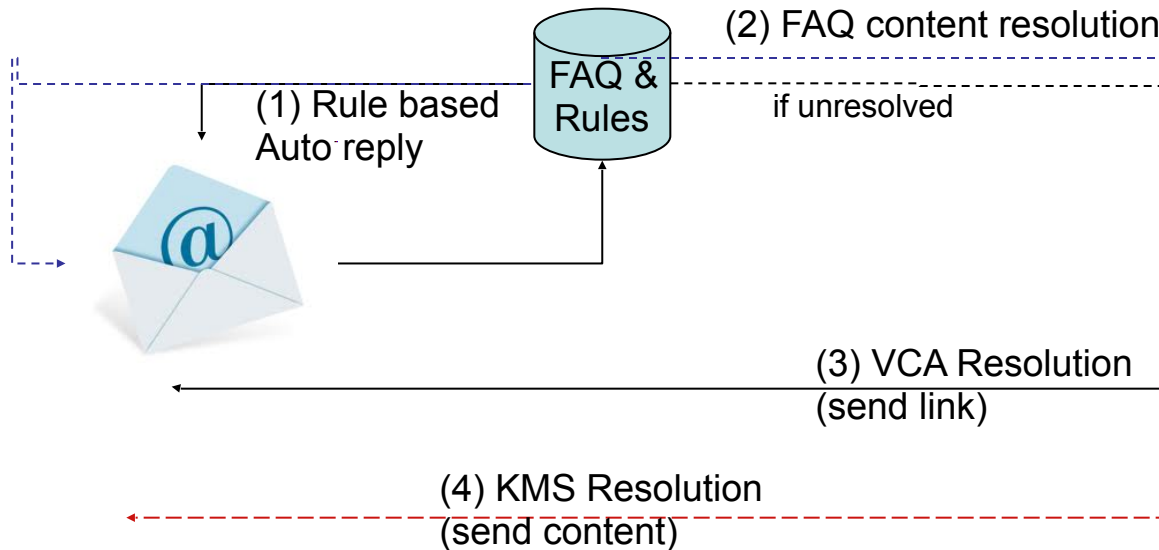 (2) FAQ content resolution
FAQ &
Rules
if unresolved
(1) Rule based
Auto reply
@
(3) VCA Resolution
(send link)
(4) KMS Resolution
(send content)